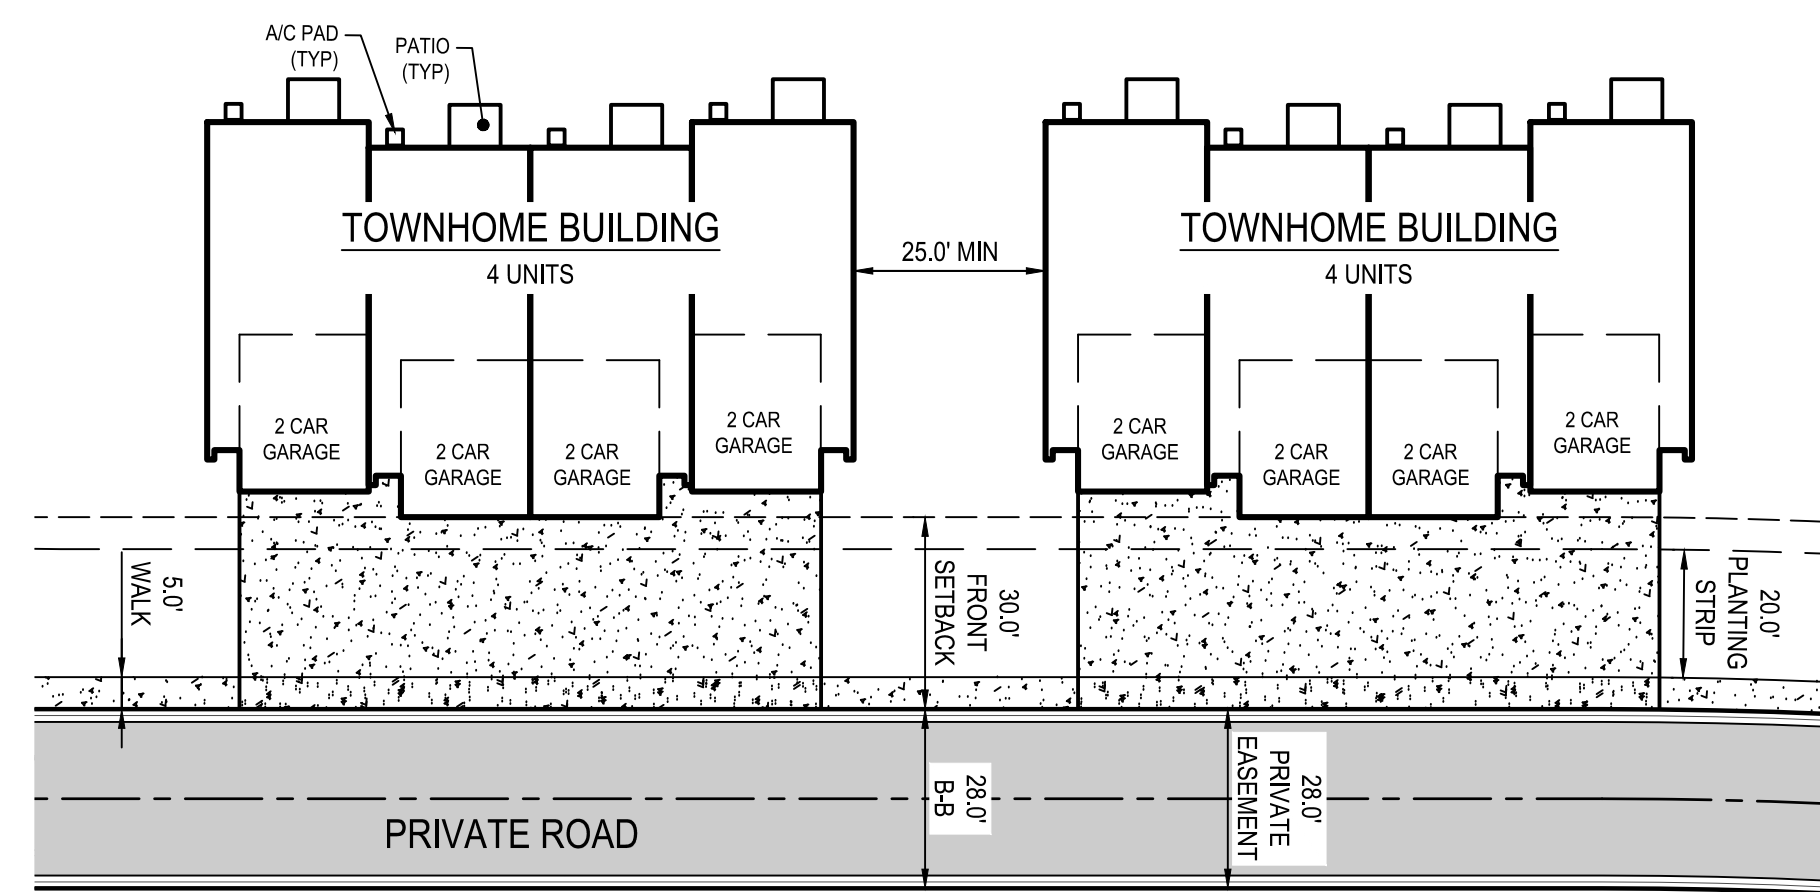 A/C PAD
(TYP)
PATIO
(TYP)
TOWNHOME BUILDING
4 UNITS
25.0' MIN
TOWNHOME BUILDING
4 UNITS
2 CAR
GARAGE
2 CAR
GARAGE
2 CAR
GARAGE
2 CAR
GARAGE
2 CAR
GARAGE
2 CAR
GARAGE
2 CAR
GARAGE
2 CAR
GARAGE
5.0'
WALK
30.0'
FRONT
SETBACK
20.0'
PLANTING
STRIP
28.0'
B-B
28.0'
PRIVATE
EASEMENT
PRIVATE ROAD